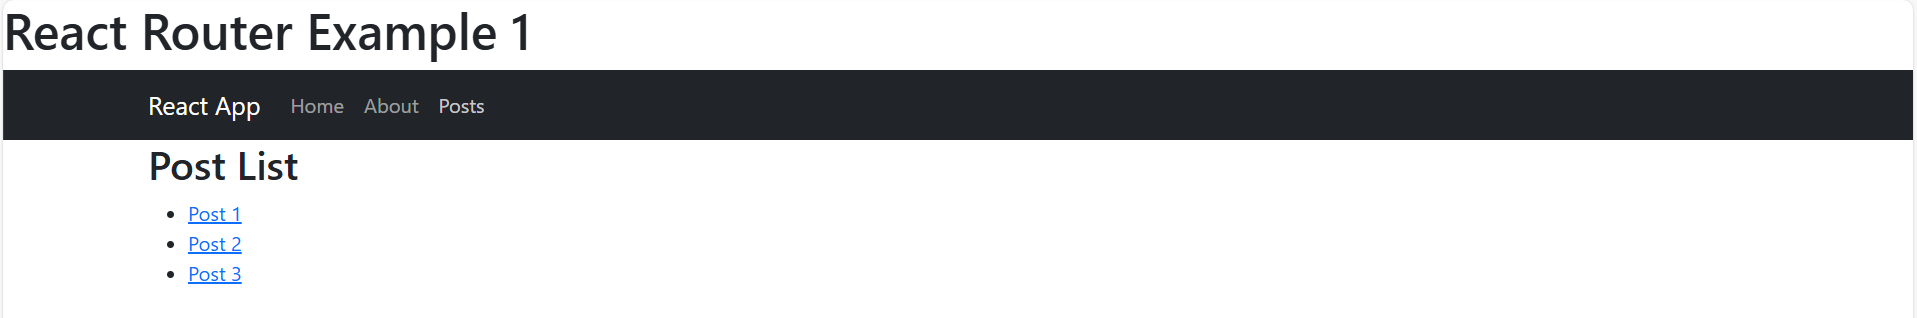 React Router Example 1
React App Home About Posts
Post List
Post 1
Post 2
Post 3